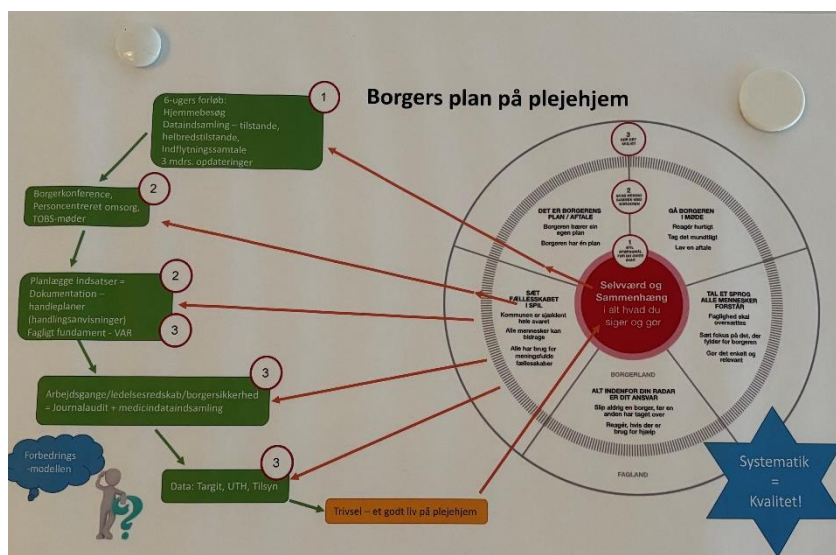 Borgers plan på plejehjem
1
6-ugers forløb:
Hjemmebesøg
Dataindsamling – tilstande,
helbredstilstande,
Indflytningssamtale
3 mdrs. opdateringer
2
Borgerkonference,
Personcentreret omsorg,
TOBS-møder
2
Planlægge indsatser =
Dokumentation –
handleplaner
(handlingsanvisninger)
Fagligt fundament - VAR
3
3
Arbejdsgange/ledelsesredskab/borgersikkerhed
= Journalaudit + medicindataindsamling
3
Data: Targit, UTH, Tilsyn
Trivsel – et godt liv på plejehjem
Forbedrings
-modellen
3
2
1
DET ER BORGERENS
PLAN / AFTALE
Borgeren bærer sin
egen plan
Borgeren har én plan
GÅ BORGEREN
I MØDE
Reagér hurtigt
Tag det mundtligt
Lav en aftale
SÆT
FÆLLESSKABET
I SPIL
Kommunen er sjældent
hele svaret
Alle mennesker kan
bidrage
Alle har brug for
meningsfulde
fællesskaber
Selvværd og
Sammenhæng
i alt hvad du
siger og gør
TAL ET SPROG
ALLE MENNESKER
FORSTÅR
Faglighed skal
oversættes
Sæt fokus på det, der
fylder for borgeren
Gør det enkelt og
relevant
BORGERLAND
ALT INDENFOR DIN RADAR
ER DIT ANSVAR
Slip aldrig en borger, før en
anden har taget over
Reagér, hvis der er
brug for hjælp
FAGLAND
Systematik
=
Kvalitet!